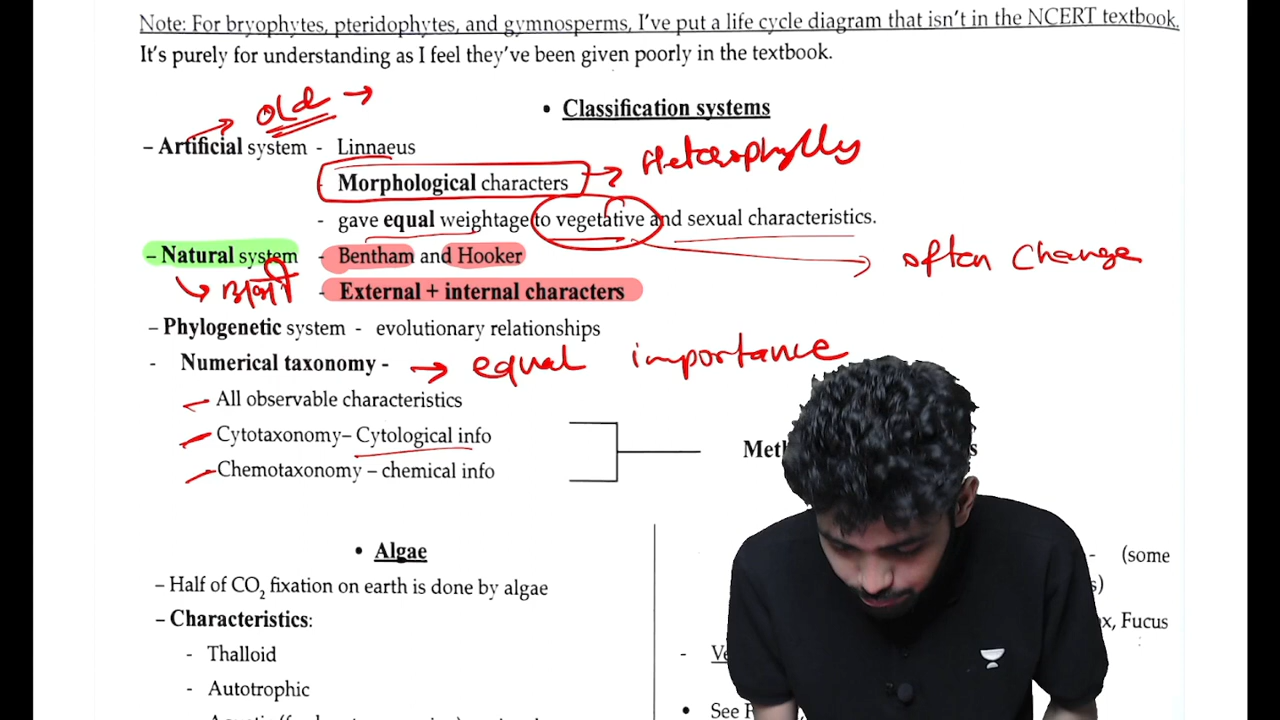 Note: For bryophytes, pteridophytes, and gymnosperms, I've put a life cycle diagram that isn't in the NCERT textbook.
It's purely for understanding as I feel they've been given poorly in the textbook.
Old →
• Classification systems
– Artificial system - Linnaeus
Morphological characters → Heterophylly
- gave equal weightage to vegetative and sexual characteristics.
– Natural system - Bentham and Hooker
often change
- External + internal characters
– Phylogenetic system - evolutionary relationships
- Numerical taxonomy - → equal importance
All observable characteristics
Cytotaxonomy– Cytological info
Chemotaxonomy – chemical info
• Algae
– Half of CO₂ fixation on earth is done by algae
- (some
– Characteristics:
x, Fucus
- Thalloid
- Autotrophic
• See